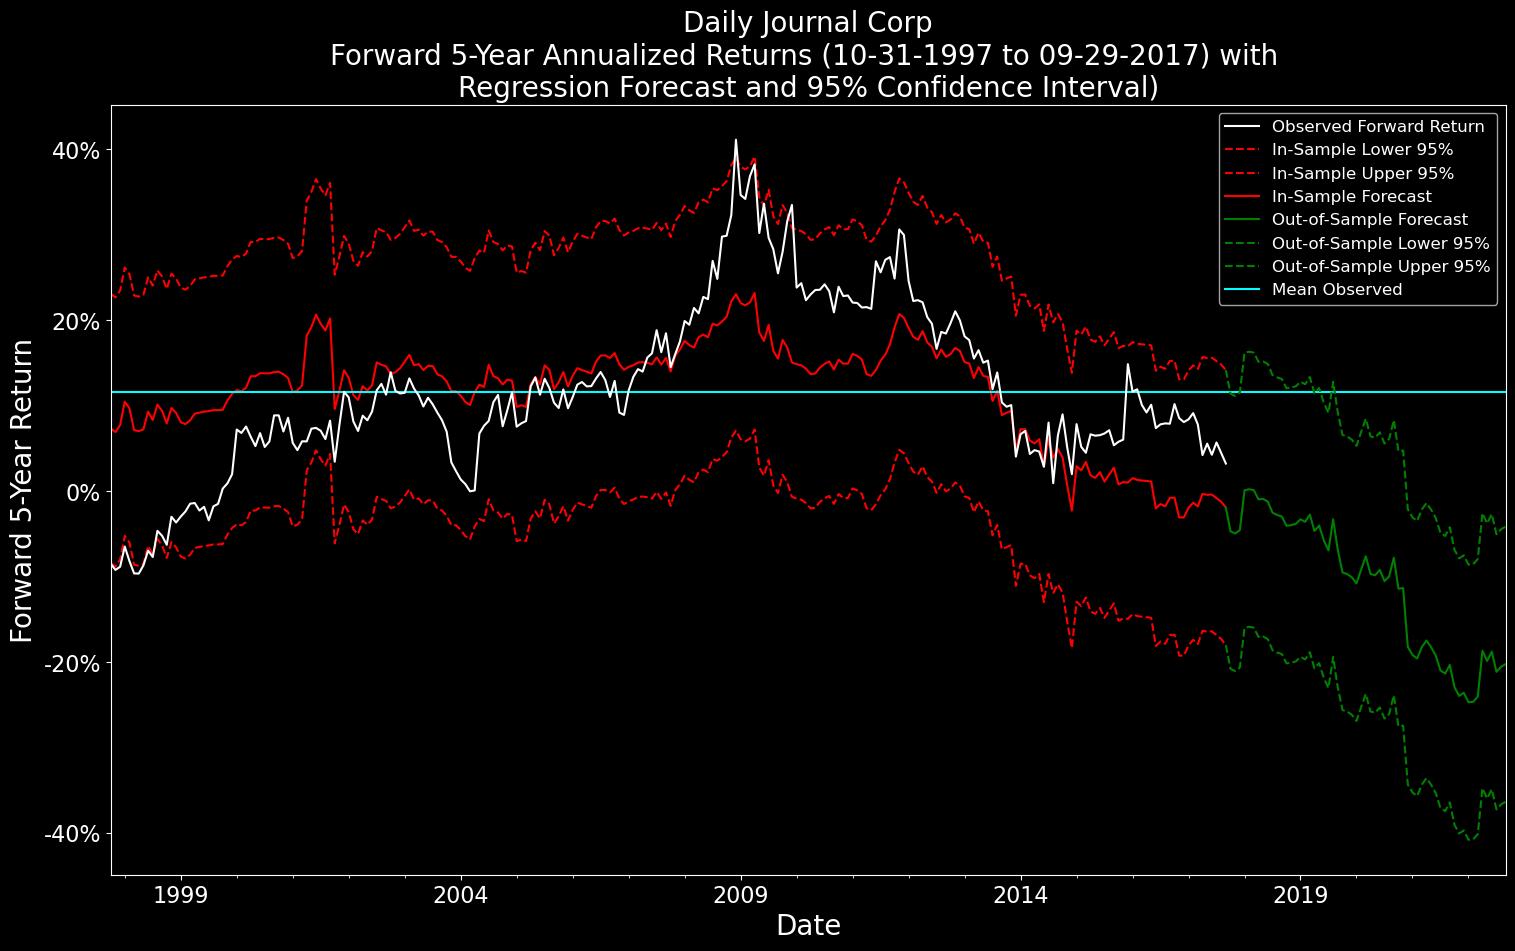 Daily Journal Corp
Forward 5-Year Annualized Returns (10-31-1997 to 09-29-2017) with
Regression Forecast and 95% Confidence Interval)
Observed Forward Return
In-Sample Lower 95%
In-Sample Upper 95%
In-Sample Forecast
Out-of-Sample Forecast
Out-of-Sample Lower 95%
Out-of-Sample Upper 95%
Mean Observed
Forward 5-Year Return
40%
20%
0%
-20%
-40%
1999
2004
2009
2014
2019
Date